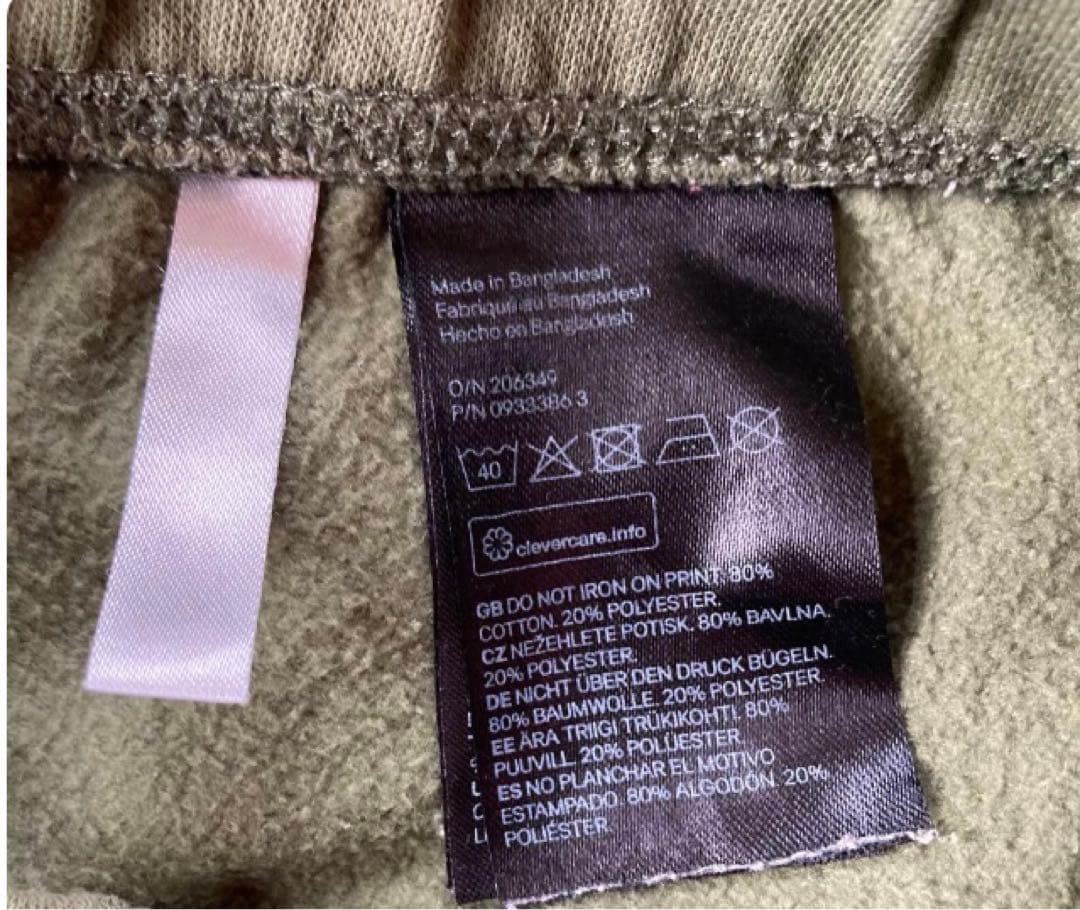 Made in Bangladesh
Fabriqué au Bangladesh
Hecho en Bangladesh
O/N 206349
P/N 0933386 3
40
clevercare.info
GB DO NOT IRON ON PRINT. 80%
COTTON. 20% POLYESTER.
CZ NEŽEHLETE POTISK. 80% BAVLNA.
20% POLYESTER.
DE NICHT ÜBER DEN DRUCK BÜGELN.
80% BAUMWOLLE. 20% POLYESTER
EE ÄRA TRIIGI TRÜKIKOHTI. 80%
PUUVILL. 20% POLÜESTER
ES NO PLANCHAR EL MOTIVO
ESTAMPADO. 80% ALGODÓN. 20%
POLIÉSTER.